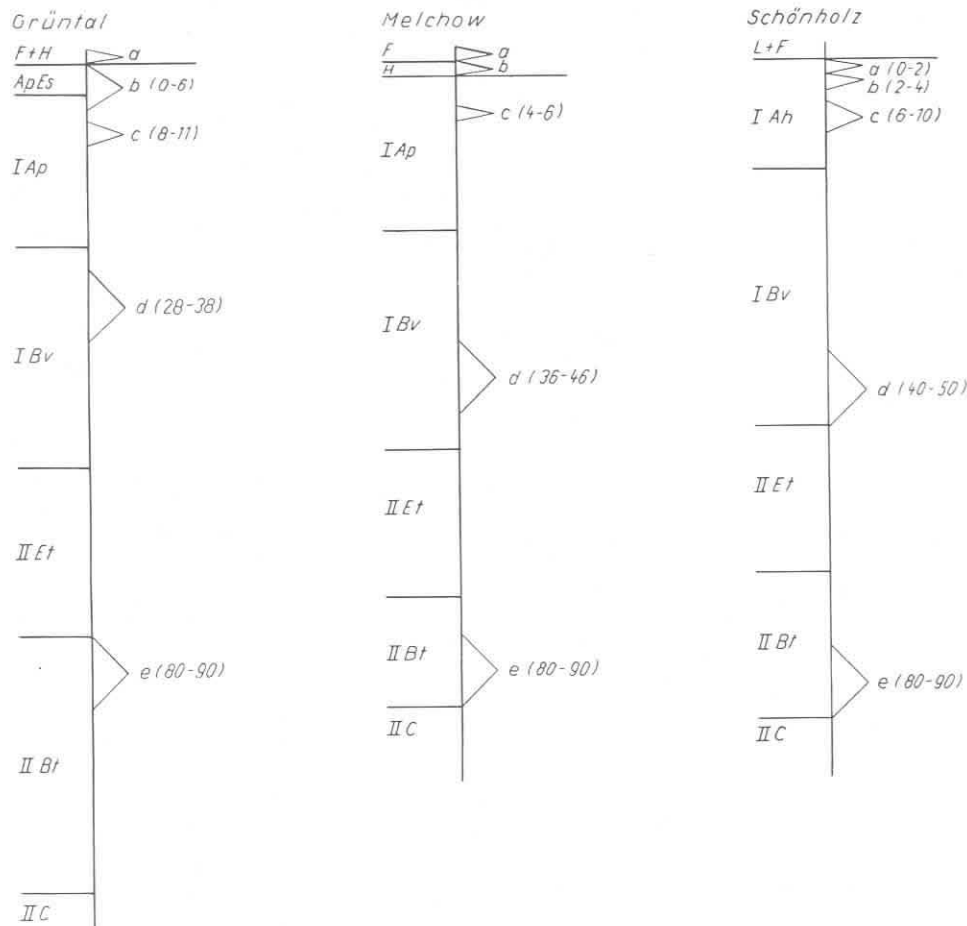 Grüntal
F+H
a
ApEs
b (0-6)
c (8-11)
I Ap
d (28-38)
I Bv
II Et
e (80-90)
II Bt
II C
Melchow
F
a
H
b
c (4-6)
I Ap
I Bv
d (36-46)
II Et
II Bt
e (80-90)
II C
Schönholz
L+F
a (0-2)
b (2-4)
I Ah
c (6-10)
I Bv
d (40-50)
II Et
II Bt
e (80-90)
II C